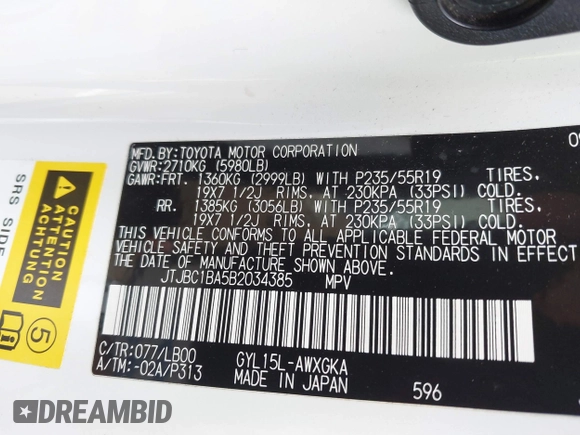 MFD.BY:TOYOTA MOTOR CORPORATION
GVWR:2710KG (5980LB)
GAWR:FRT. 1360KG (2999LB) WITH P235/55R19 TIRES.
19X7 1/2J RIMS, AT 230KPA (33PSI) COLD.
RR. 1385KG (3056LB) WITH P235/55R19 TIRES.
19X7 1/2J RIMS, AT 230KPA (33PSI) COLD.
THIS VEHICLE CONFORMS TO ALL APPLICABLE FEDERAL MOTOR
VEHICLE SAFETY AND THEFT PREVENTION STANDARDS IN EFFECT
THE DATE OF MANUFACTURE SHOWN ABOVE.
JTJBC1BA5B2034385 MPV
C/TR:077/LB00 GYL15L-AWXGKA
A/TM:-02A/P313 MADE IN JAPAN 596
SRS SIDE
CAUTION
ATTENTION
ACHTUNG
5
DREAMBID